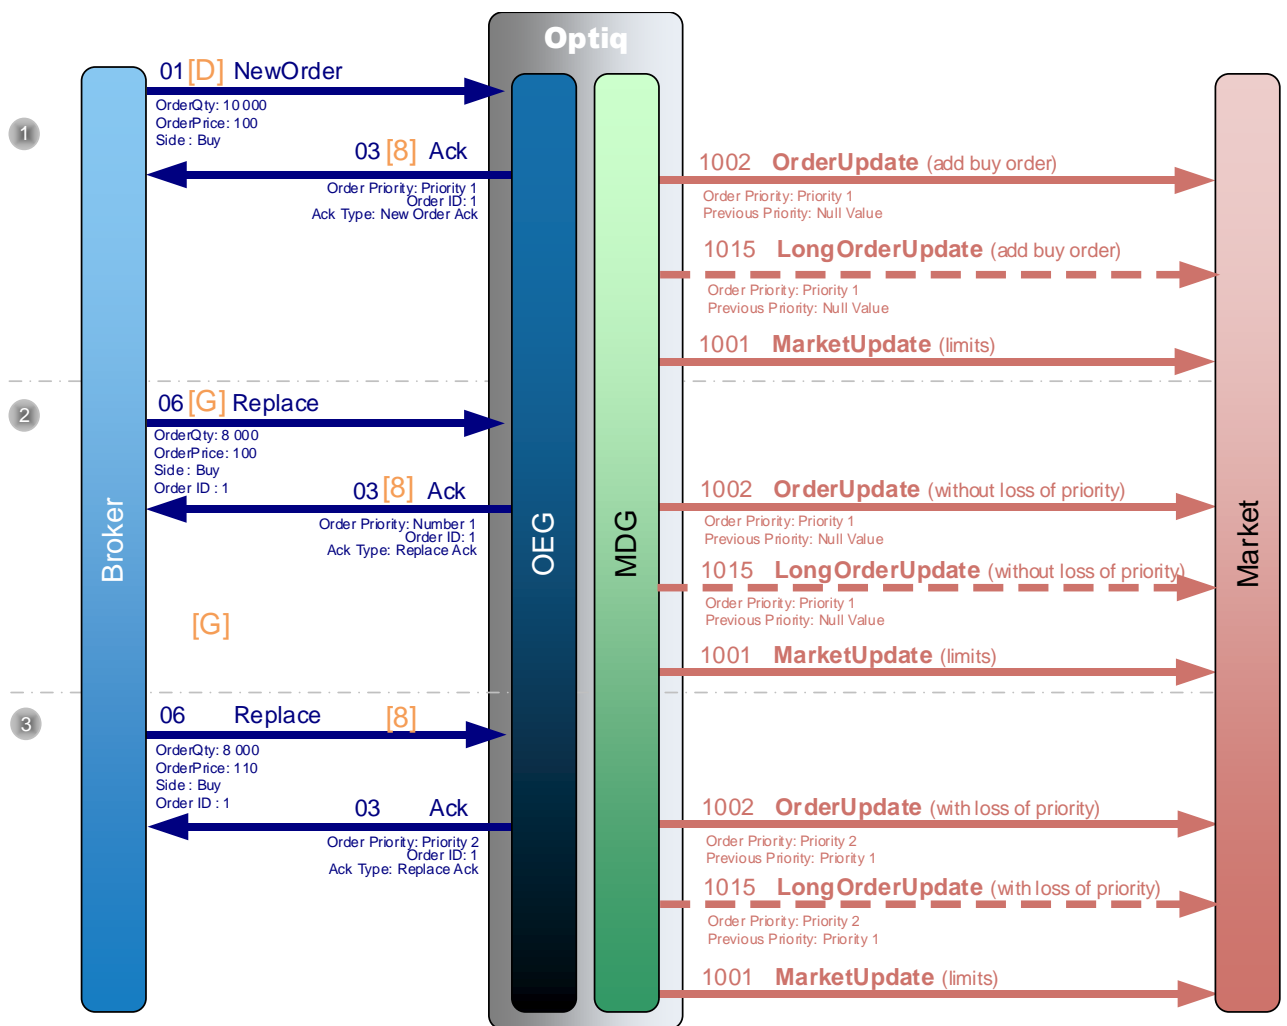 Optiq
01 [D] NewOrder
OrderQty: 10 000
OrderPrice: 100
Side : Buy
1
03 [8] Ack
Order Priority: Priority 1
Order ID: 1
Ack Type: New Order Ack
1002 OrderUpdate (add buy order)
Order Priority: Priority 1
Previous Priority: Null Value
1015 LongOrderUpdate (add buy order)
Order Priority: Priority 1
Previous Priority: Null Value
1001 MarketUpdate (limits)
2
06 [G] Replace
OrderQty: 8 000
OrderPrice: 100
Side : Buy
Order ID : 1
03 [8] Ack
Order Priority: Number 1
Order ID: 1
Ack Type: Replace Ack
1002 OrderUpdate (without loss of priority)
Order Priority: Priority 1
Previous Priority: Null Value
1015 LongOrderUpdate (without loss of priority)
Order Priority: Priority 1
Previous Priority: Null Value
1001 MarketUpdate (limits)
Broker
OEG
MDG
Market
[G]
3
06 Replace [8]
OrderQty: 8 000
OrderPrice: 110
Side : Buy
Order ID : 1
03 Ack
Order Priority: Priority 2
Order ID: 1
Ack Type: Replace Ack
1002 OrderUpdate (with loss of priority)
Order Priority: Priority 2
Previous Priority: Priority 1
1015 LongOrderUpdate (with loss of priority)
Order Priority: Priority 2
Previous Priority: Priority 1
1001 MarketUpdate (limits)